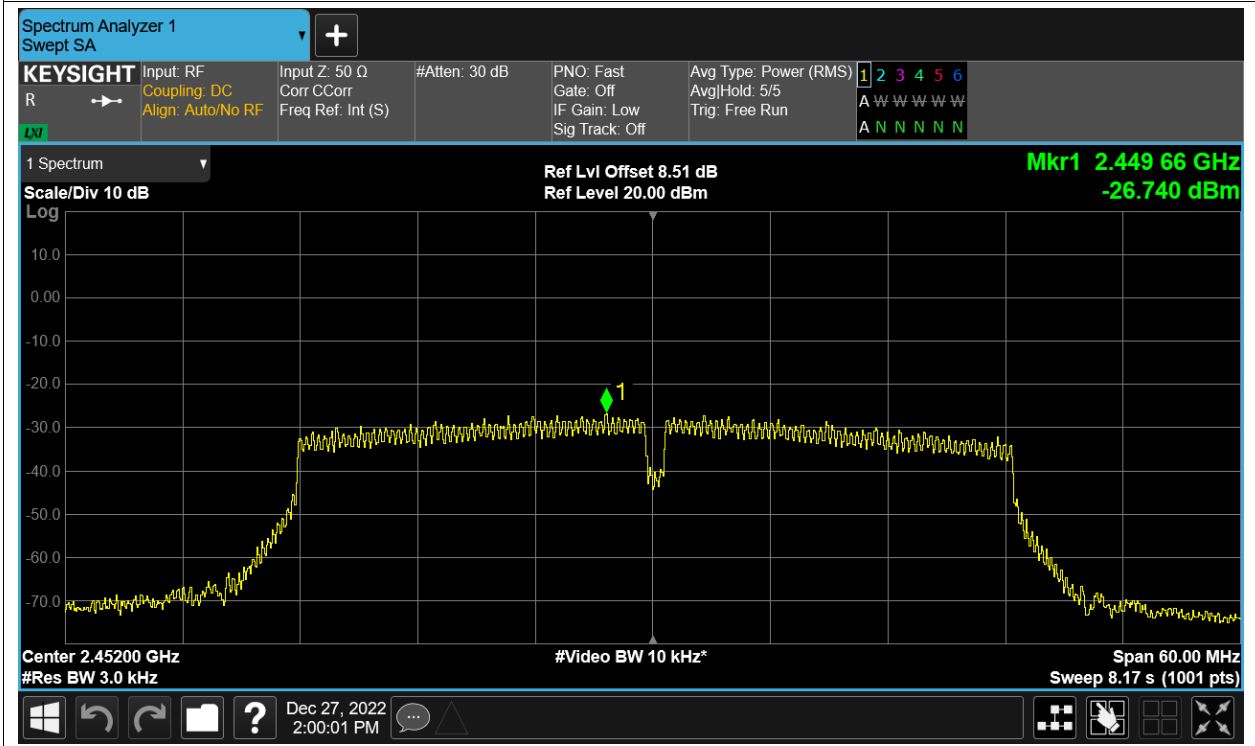 Spectrum Analyzer 1
Swept SA
KEYSIGHT
R
LXI
Input: RF
Coupling: DC
Align: Auto/No RF
Input Z: 50 Ω
Corr CCorr
Freq Ref: Int (S)
#Atten: 30 dB
PNO: Fast
Gate: Off
IF Gain: Low
Sig Track: Off
Avg Type: Power (RMS)
Avg|Hold: 5/5
Trig: Free Run
1 2 3 4 5 6
A W W W W W
A N N N N N
1 Spectrum
Scale/Div 10 dB
Log
Ref Lvl Offset 8.51 dB
Ref Level 20.00 dBm
Mkr1 2.449 66 GHz
-26.740 dBm
10.0
0.00
-10.0
-20.0
-30.0
-40.0
-50.0
-60.0
-70.0
1
Center 2.45200 GHz
#Res BW 3.0 kHz
#Video BW 10 kHz*
Span 60.00 MHz
Sweep 8.17 s (1001 pts)
?
Dec 27, 2022
2:00:01 PM